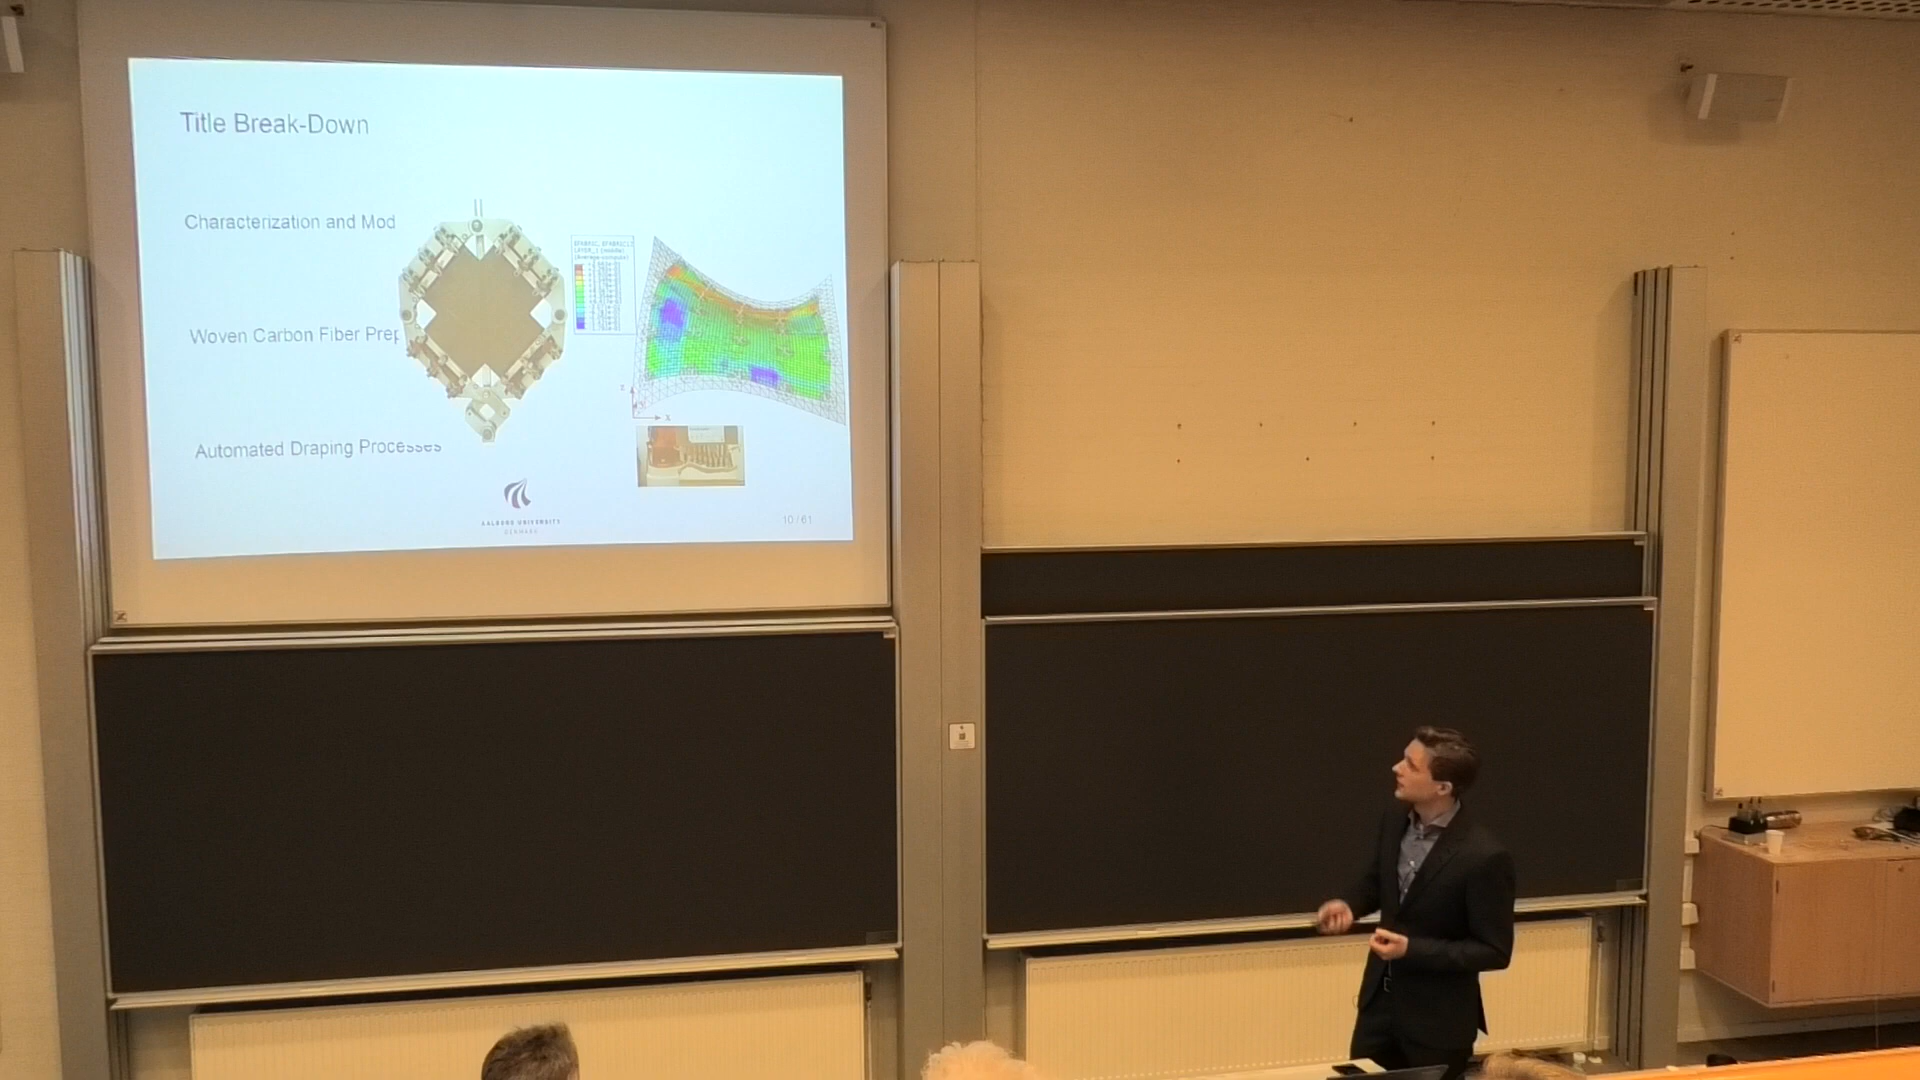 Title Break-Down
Characterization and Mod
Woven Carbon Fiber Prep
Automated Draping Processes
X
AALBORG UNIVERSITY
DENMARK
10 / 61